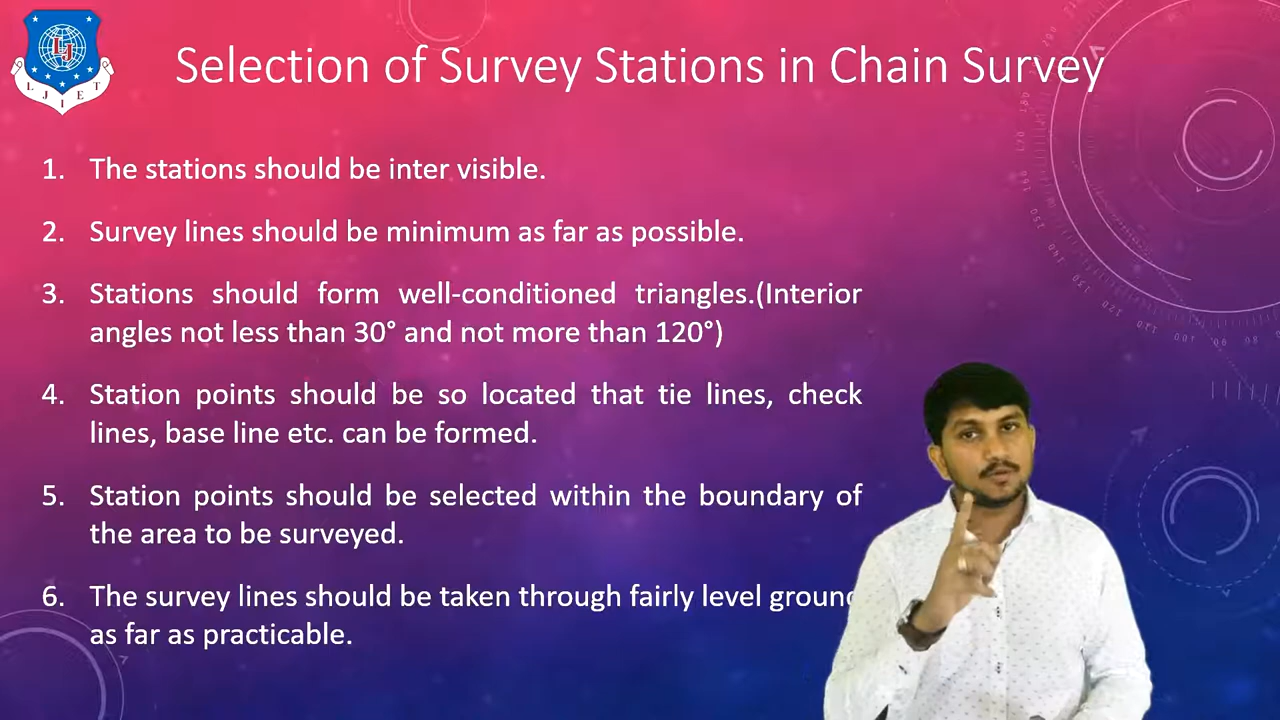 Selection of Survey Stations in Chain Survey
1. The stations should be inter visible.
2. Survey lines should be minimum as far as possible.
3. Stations should form well-conditioned triangles.(Interior
angles not less than 30° and not more than 120°)
4. Station points should be so located that tie lines, check
lines, base line etc. can be formed.
5. Station points should be selected within the boundary of
the area to be surveyed.
6. The survey lines should be taken through fairly level ground
as far as practicable.
LJ
LJIET